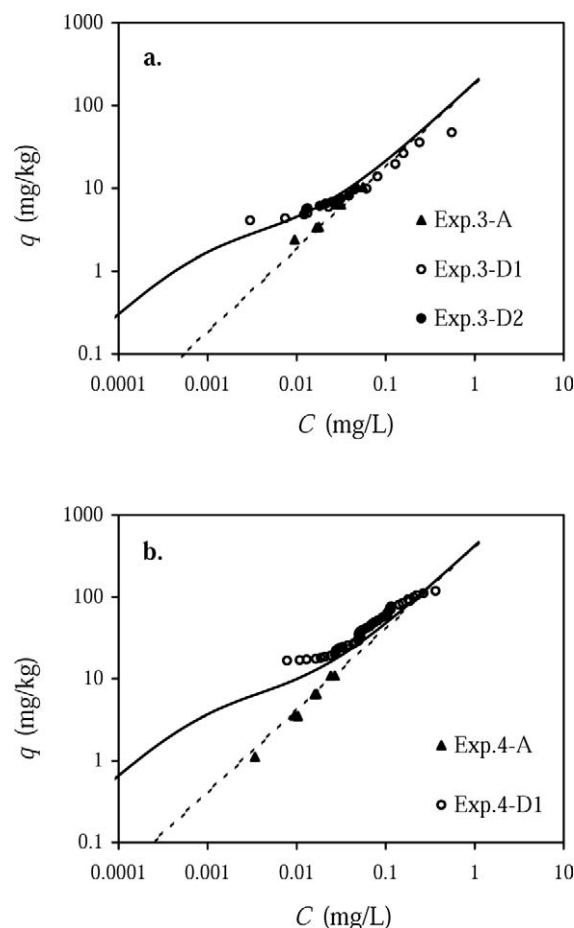 1000
a.
100
10
1
0.1
q (mg/kg)
Exp.3-A
Exp.3-D1
Exp.3-D2
0.0001 0.001 0.01 0.1 1 10
C (mg/L)
1000
b.
100
10
1
0.1
q (mg/kg)
Exp.4-A
Exp.4-D1
0.0001 0.001 0.01 0.1 1 10
C (mg/L)